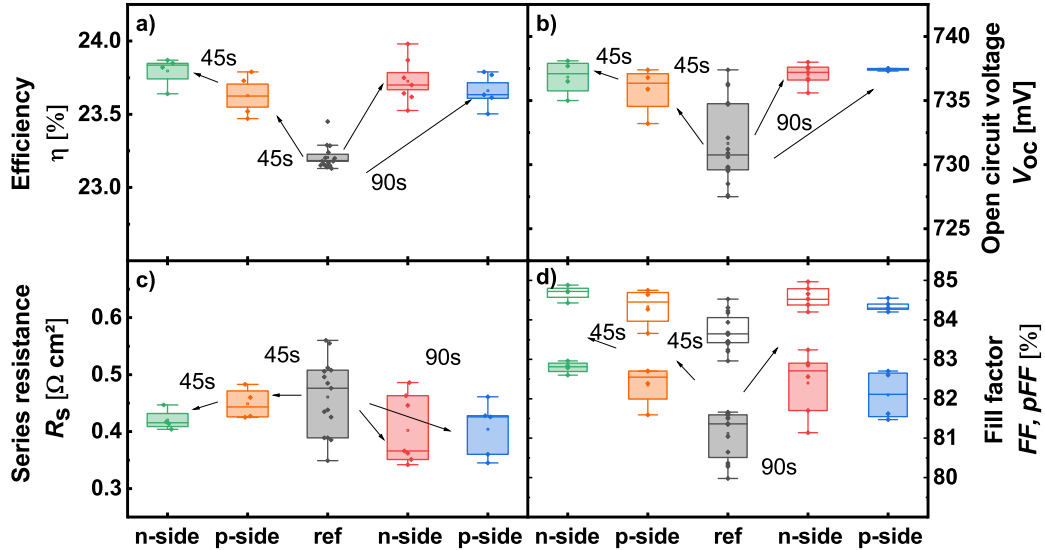 a)
24.0
23.5
23.0
Efficiency
η [%]
45s
45s
90s
b)
740
735
730
725
Open circuit voltage
VOC [mV]
45s
45s
90s
c)
0.6
0.5
0.4
0.3
Series resistance
RS [Ω cm²]
45s
45s
90s
n-side p-side ref n-side p-side
d)
85
84
83
82
81
80
Fill factor
FF, pFF [%]
45s
45s
90s
n-side p-side ref n-side p-side